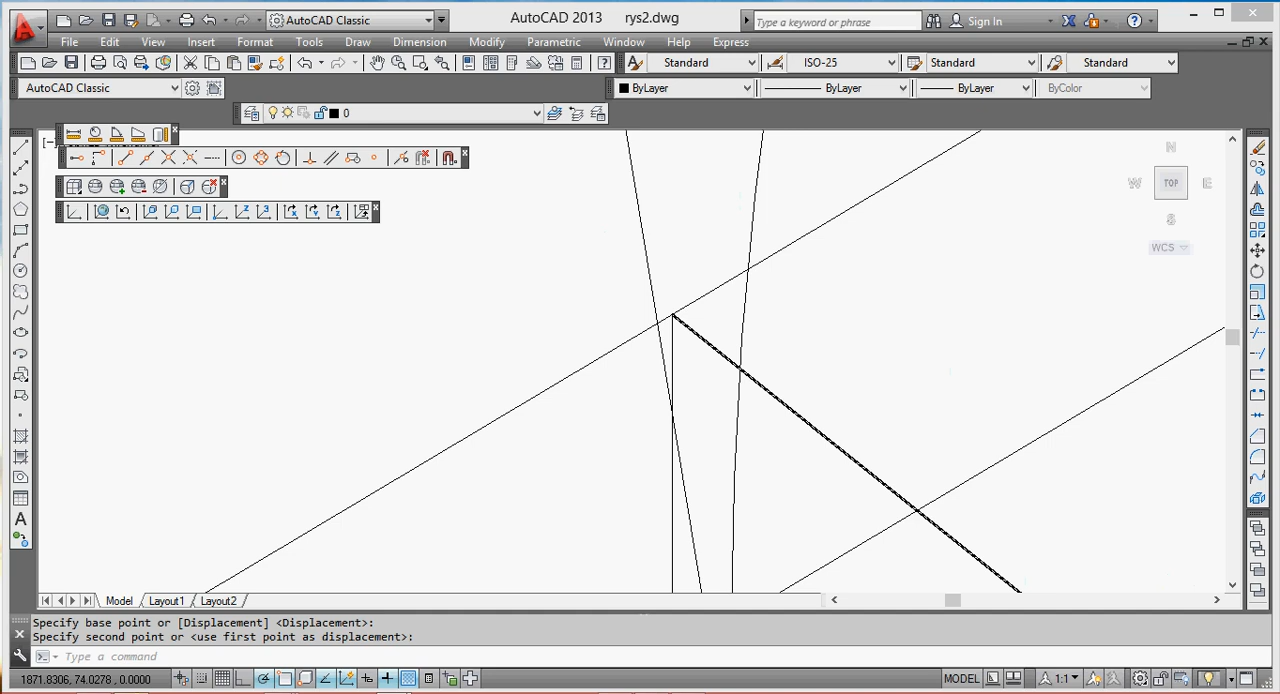 AutoCAD Classic
AutoCAD 2013 rys2.dwg
Type a keyword or phrase
Sign In
File Edit View Insert Format Tools Draw Dimension Modify Parametric Window Help Express
Standard ISO-25 Standard Standard
AutoCAD Classic
ByLayer ByLayer ByLayer ByColor
0
[−
N
W TOP E
S
WCS
A
Model Layout1 Layout2
Specify base point or [Displacement] <Displacement>:
Specify second point or <use first point as displacement>:
Type a command
1871.8306, 74.0278 , 0.0000
MODEL
1:1